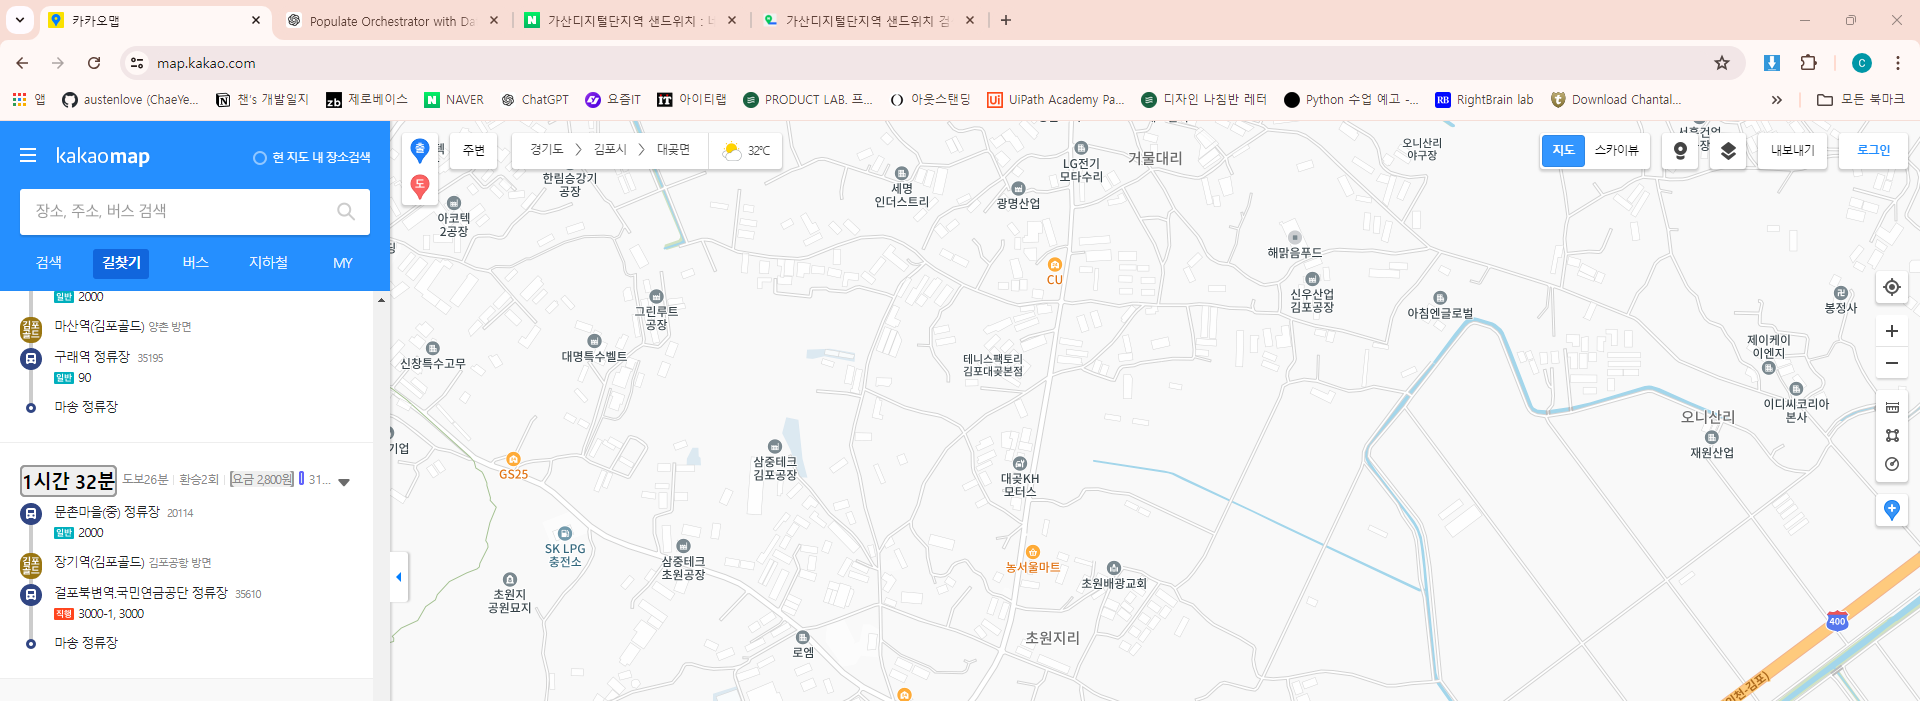 카카오맵
Populate Orchestrator with Da
가산디지털단지역 샌드위치 : 네
가산디지털단지역 샌드위치 검
map.kakao.com
앱
austenlove (ChaeYe...
챈's 개발일지
제로베이스
NAVER
ChatGPT
요즘IT
아이티랩
PRODUCT LAB. 프...
아웃스탠딩
UiPath Academy Pa...
디자인 나침반 레터
Python 수업 예고 -...
RightBrain lab
Download Chantal...
모든 북마크
kakaomap
현 지도 내 장소검색
장소, 주소, 버스 검색
검색
길찾기
버스
지하철
MY
일반 2000
김포골드 마산역(김포골드) 양촌 방면
구래역 정류장 35195
일반 90
마송 정류장
1시간 32분 도보26분 환승2회 [요금 2,800원] 31...
문촌마을(중) 정류장 20114
일반 2000
김포골드 장기역(김포골드) 김포공항 방면
걸포북변역.국민연금공단 정류장 35610
직행 3000-1, 3000
마송 정류장
출
도
주변
경기도 김포시 대곶면
32℃
지도
스카이뷰
내보내기
로그인
LG전기
모타수리
거물대리
오니산리
야구장
한림승강기
공장
세명
인더스트리
광명산업
아코텍
2공장
해맑음푸드
CU
신우산업
김포공장
아침엔글로벌
봉정사
그린루트
공장
대명특수벨트
신창특수고무
테니스팩토리
김포대곶본점
제이케이
이엔지
이디씨코리아
본사
오니산리
재원산업
기업
GS25
삼중테크
김포공장
대곶KH
모터스
SK LPG
충전소
삼중테크
초원공장
농서울마트
초원배광교회
초원지
공원묘지
초원지리
로엠
400